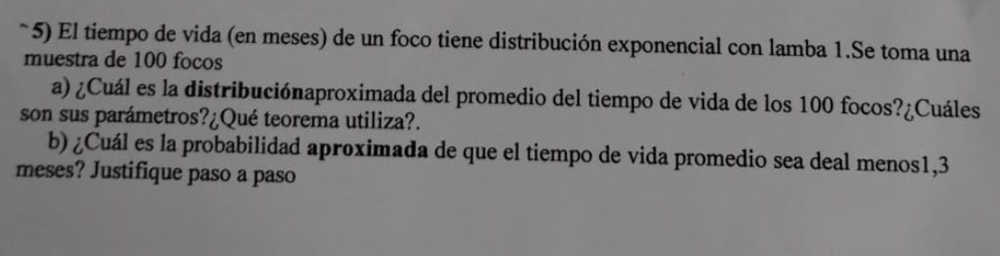 ~5) El tiempo de vida (en meses) de un foco tiene distribución exponencial con lamba 1.Se toma una
muestra de 100 focos
a) ¿Cuál es la distribuciónaproximada del promedio del tiempo de vida de los 100 focos?¿Cuáles
son sus parámetros?¿Qué teorema utiliza?.
b) ¿Cuál es la probabilidad aproximada de que el tiempo de vida promedio sea deal menos1,3
meses? Justifique paso a paso